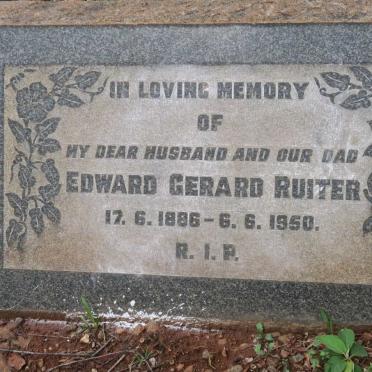 IN LOVING MEMORY
OF
MY DEAR HUSBAND AND OUR DAD
EDWARD GERARD RUITER
17. 6. 1886 – 6. 6. 1950.
R. I. P.